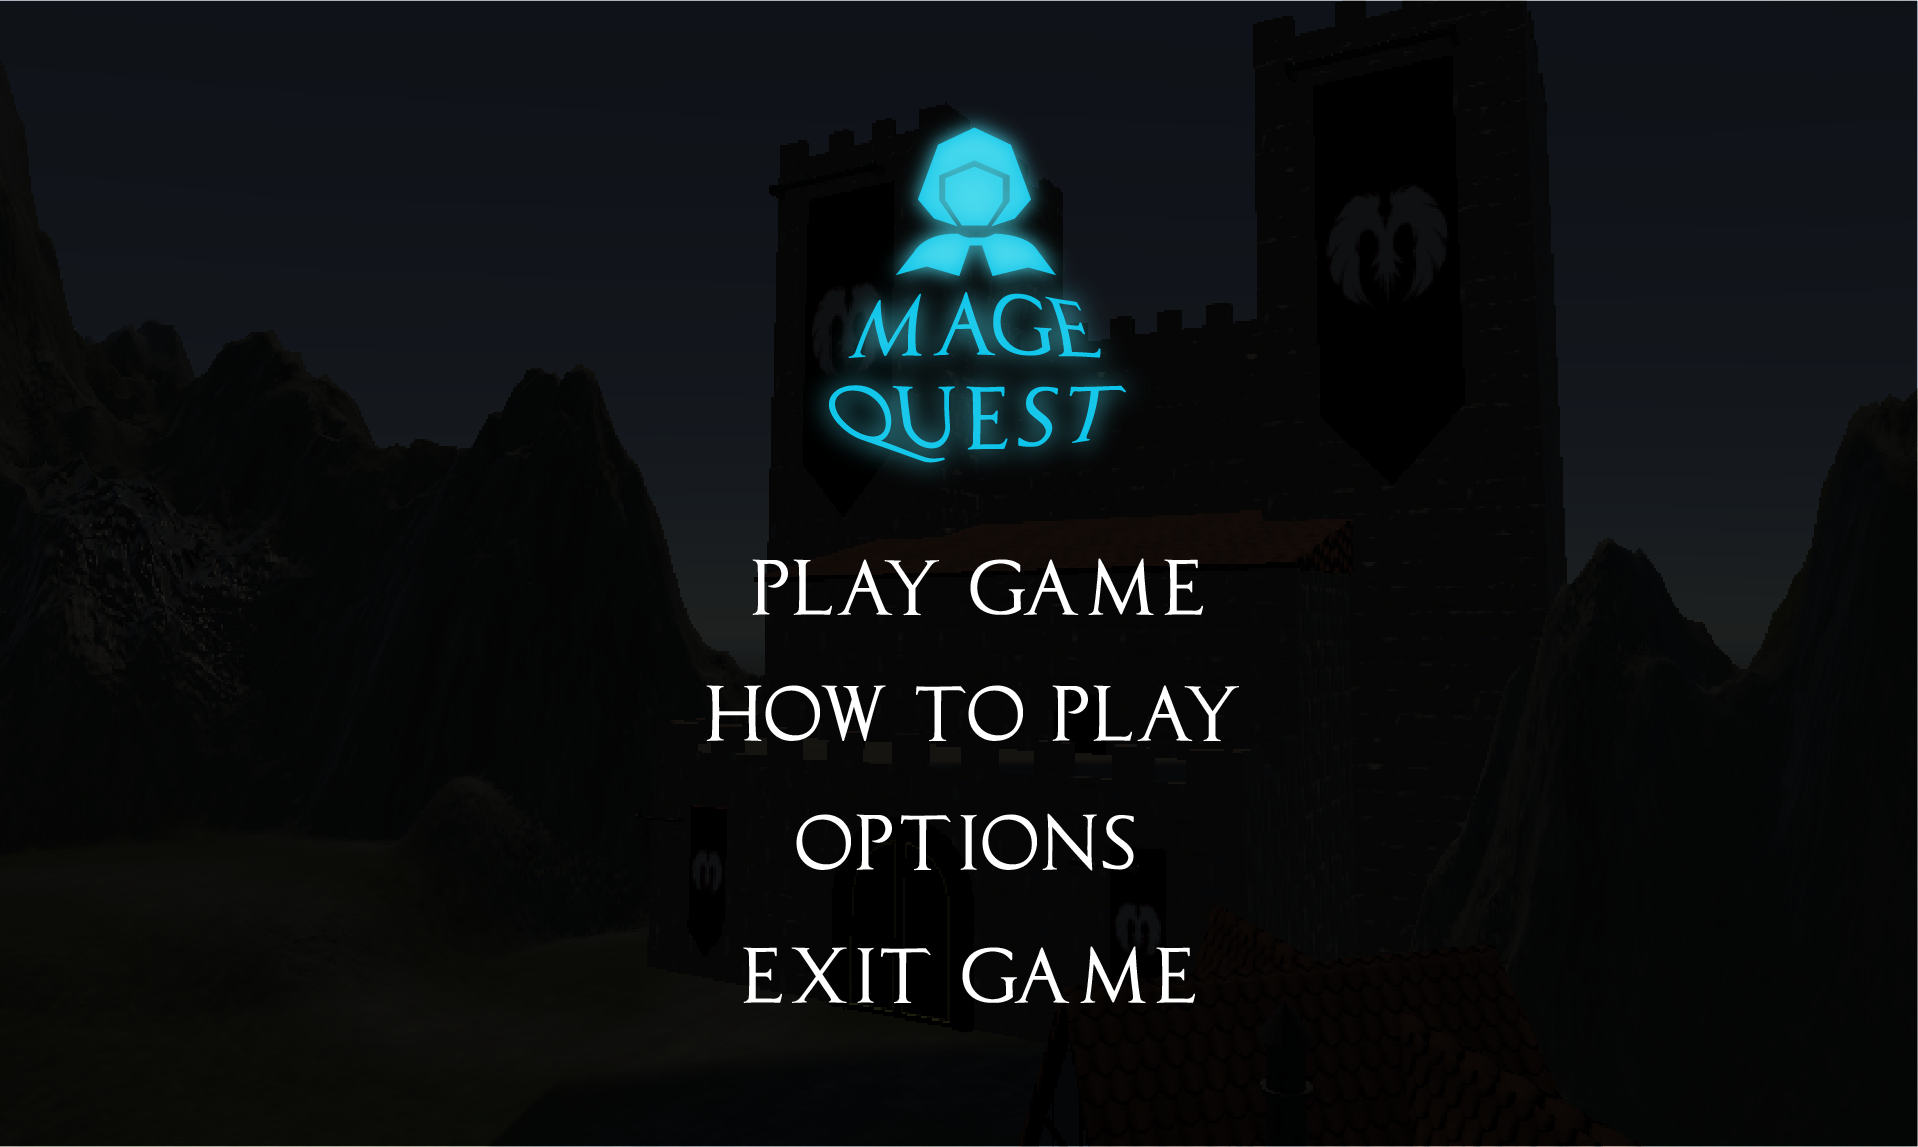 MAGE
QUEST
PLAY GAME
HOW TO PLAY
OPTIONS
EXIT GAME